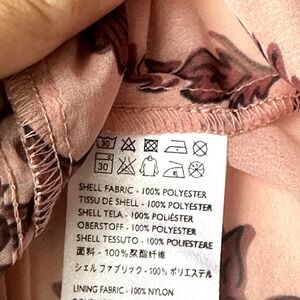 30
30
SHELL FABRIC - 100% POLYESTER
TISSU DE SHELL - 100% POLYESTER
SHELL TELA - 100% POLIÉSTER
OBERSTOFF - 100% POLYESTER
SHELL TESSUTO - 100% POLIESTERE
面料 - 100%聚酯纤维
シェル ファブリック - 100% ポリエステル
LINING FABRIC - 100% NYLON